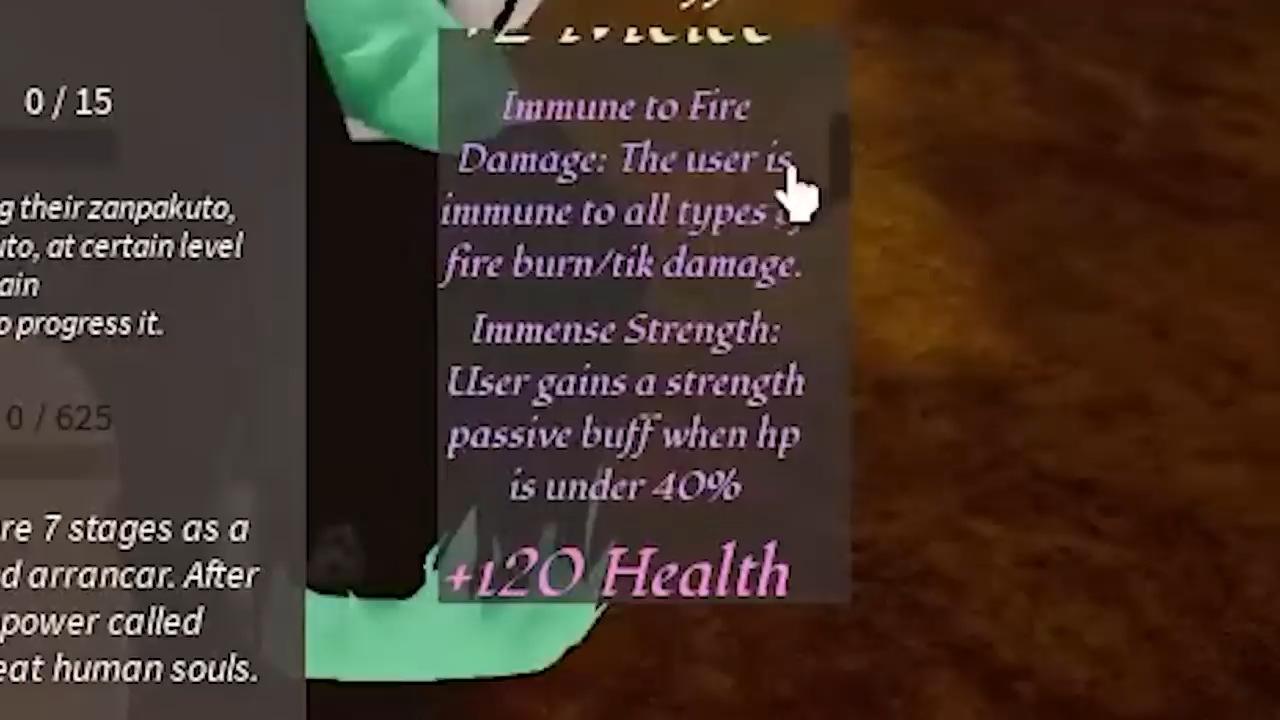 0 / 15
g their zanpakuto,
uto, at certain level
ain
o progress it.
0 / 625
re 7 stages as a
d arrancar. After
power called
eat human souls.
+2 Melee
Immune to Fire
Damage: The user is
immune to all types
fire burn/tik damage.
Immense Strength:
User gains a strength
passive buff when hp
is under 40%
+120 Health